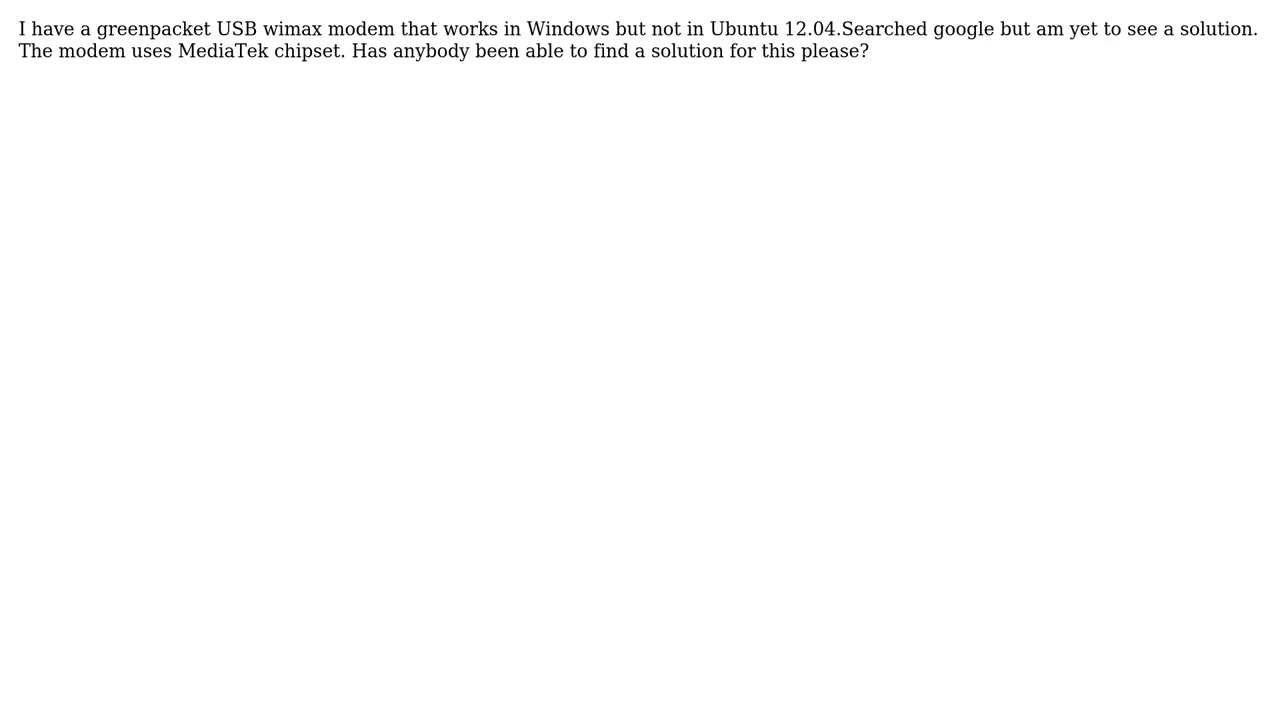 I have a greenpacket USB wimax modem that works in Windows but not in Ubuntu 12.04.Searched google but am yet to see a solution.
The modem uses MediaTek chipset. Has anybody been able to find a solution for this please?